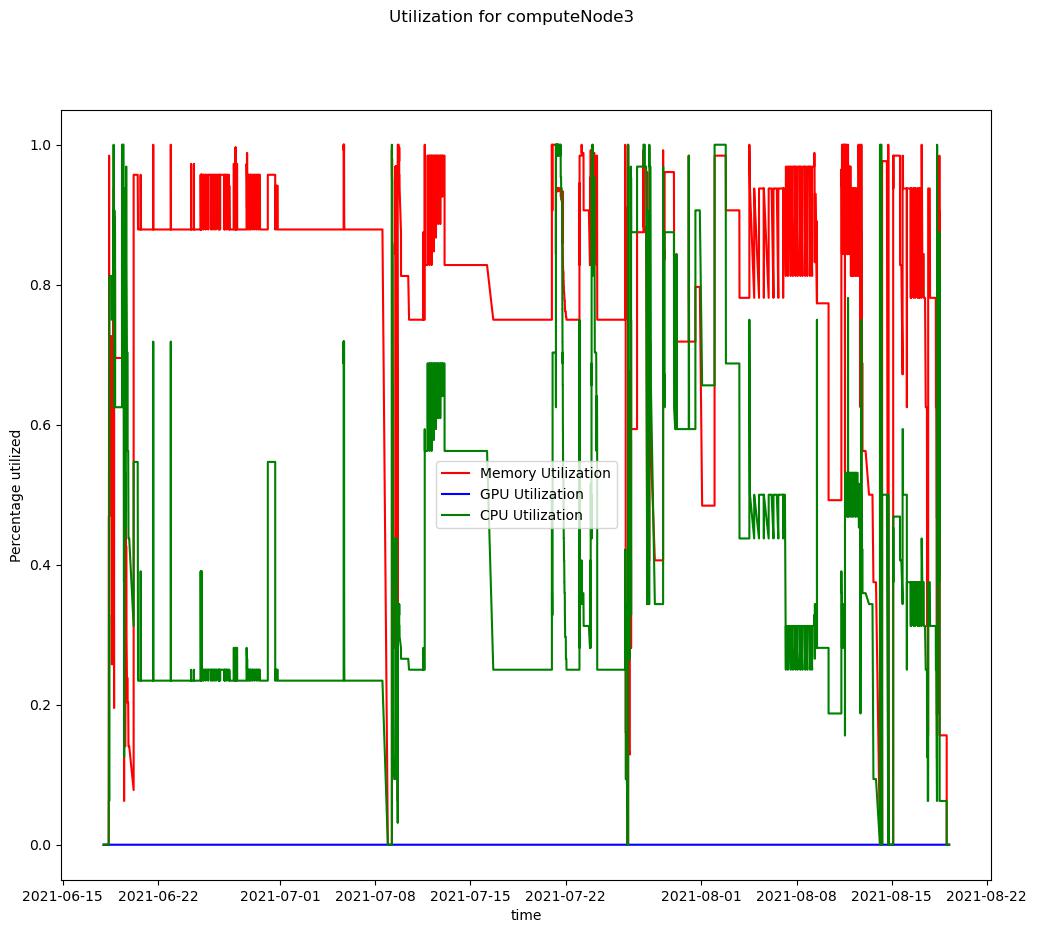 Utilization for computeNode3
1.0
0.8
0.6
0.4
0.2
0.0
Percentage utilized
Memory Utilization
GPU Utilization
CPU Utilization
2021-06-15 2021-06-22 2021-07-01 2021-07-08 2021-07-15 2021-07-22 2021-08-01 2021-08-08 2021-08-15 2021-08-22
time